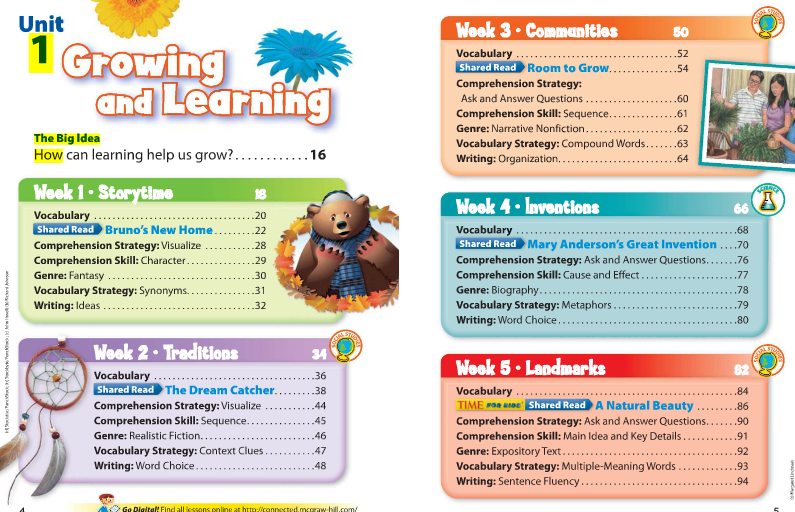 Unit
1
Growing
and Learning
The Big Idea
How can learning help us grow?............16
Week 1 • Storytime 18
Vocabulary ...................................20
Shared Read Bruno's New Home.........22
Comprehension Strategy: Visualize ...........28
Comprehension Skill: Character...............29
Genre: Fantasy ................................30
Vocabulary Strategy: Synonyms..............31
Writing: Ideas .................................32
Week 2 • Traditions 34
SOCIAL STUDIES
Vocabulary ...................................36
Shared Read The Dream Catcher.........38
Comprehension Strategy: Visualize ...........44
Comprehension Skill: Sequence...............45
Genre: Realistic Fiction.........................46
Vocabulary Strategy: Context Clues ...........47
Writing: Word Choice..........................48
4
Go Digital! Find all lessons online at http://connected.mcgraw-hill.com/
Week 3 • Communities 50
SOCIAL STUDIES
Vocabulary ...................................52
Shared Read Room to Grow...............54
Comprehension Strategy:
Ask and Answer Questions ....................60
Comprehension Skill: Sequence...............61
Genre: Narrative Nonfiction ...................62
Vocabulary Strategy: Compound Words.......63
Writing: Organization..........................64
Week 4 • Inventions 66
SCIENCE
Vocabulary ...................................68
Shared Read Mary Anderson's Great Invention ....70
Comprehension Strategy: Ask and Answer Questions.......76
Comprehension Skill: Cause and Effect .....................77
Genre: Biography..........................................78
Vocabulary Strategy: Metaphors ...........................79
Writing: Word Choice......................................80
Week 5 • Landmarks 82
SOCIAL STUDIES
Vocabulary ...................................84
TIME FOR KIDS Shared Read A Natural Beauty ........86
Comprehension Strategy: Ask and Answer Questions.......90
Comprehension Skill: Main Idea and Key Details ............91
Genre: Expository Text.....................................92
Vocabulary Strategy: Multiple-Meaning Words .............93
Writing: Sentence Fluency.................................94
5